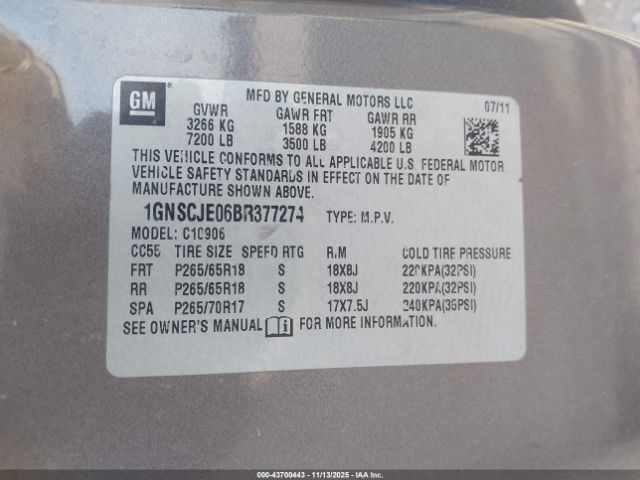 GM
MFD BY GENERAL MOTORS LLC 07/11
GVWR GAWR FRT GAWR RR
3266 KG 1588 KG 1905 KG
7200 LB 3500 LB 4200 LB
THIS VEHICLE CONFORMS TO ALL APPLICABLE U.S. FEDERAL MOTOR
VEHICLE SAFETY STANDARDS IN EFFECT ON THE DATE OF
MANUFACTURE SHOWN ABOVE.
1GNSCJE06BR377274 TYPE: M.P.V.
MODEL: C10906
CC55 TIRE SIZE SPEED RTG RIM COLD TIRE PRESSURE
FRT P265/65R18 S 18X8J 220KPA(32PSI)
RR P265/65R18 S 18X8J 220KPA(32PSI)
SPA P265/70R17 S 17X7.5J 240KPA(35PSI)
SEE OWNER'S MANUAL FOR MORE INFORMATION.
000-43700443 - 11/13/2025 - COPART/IAA